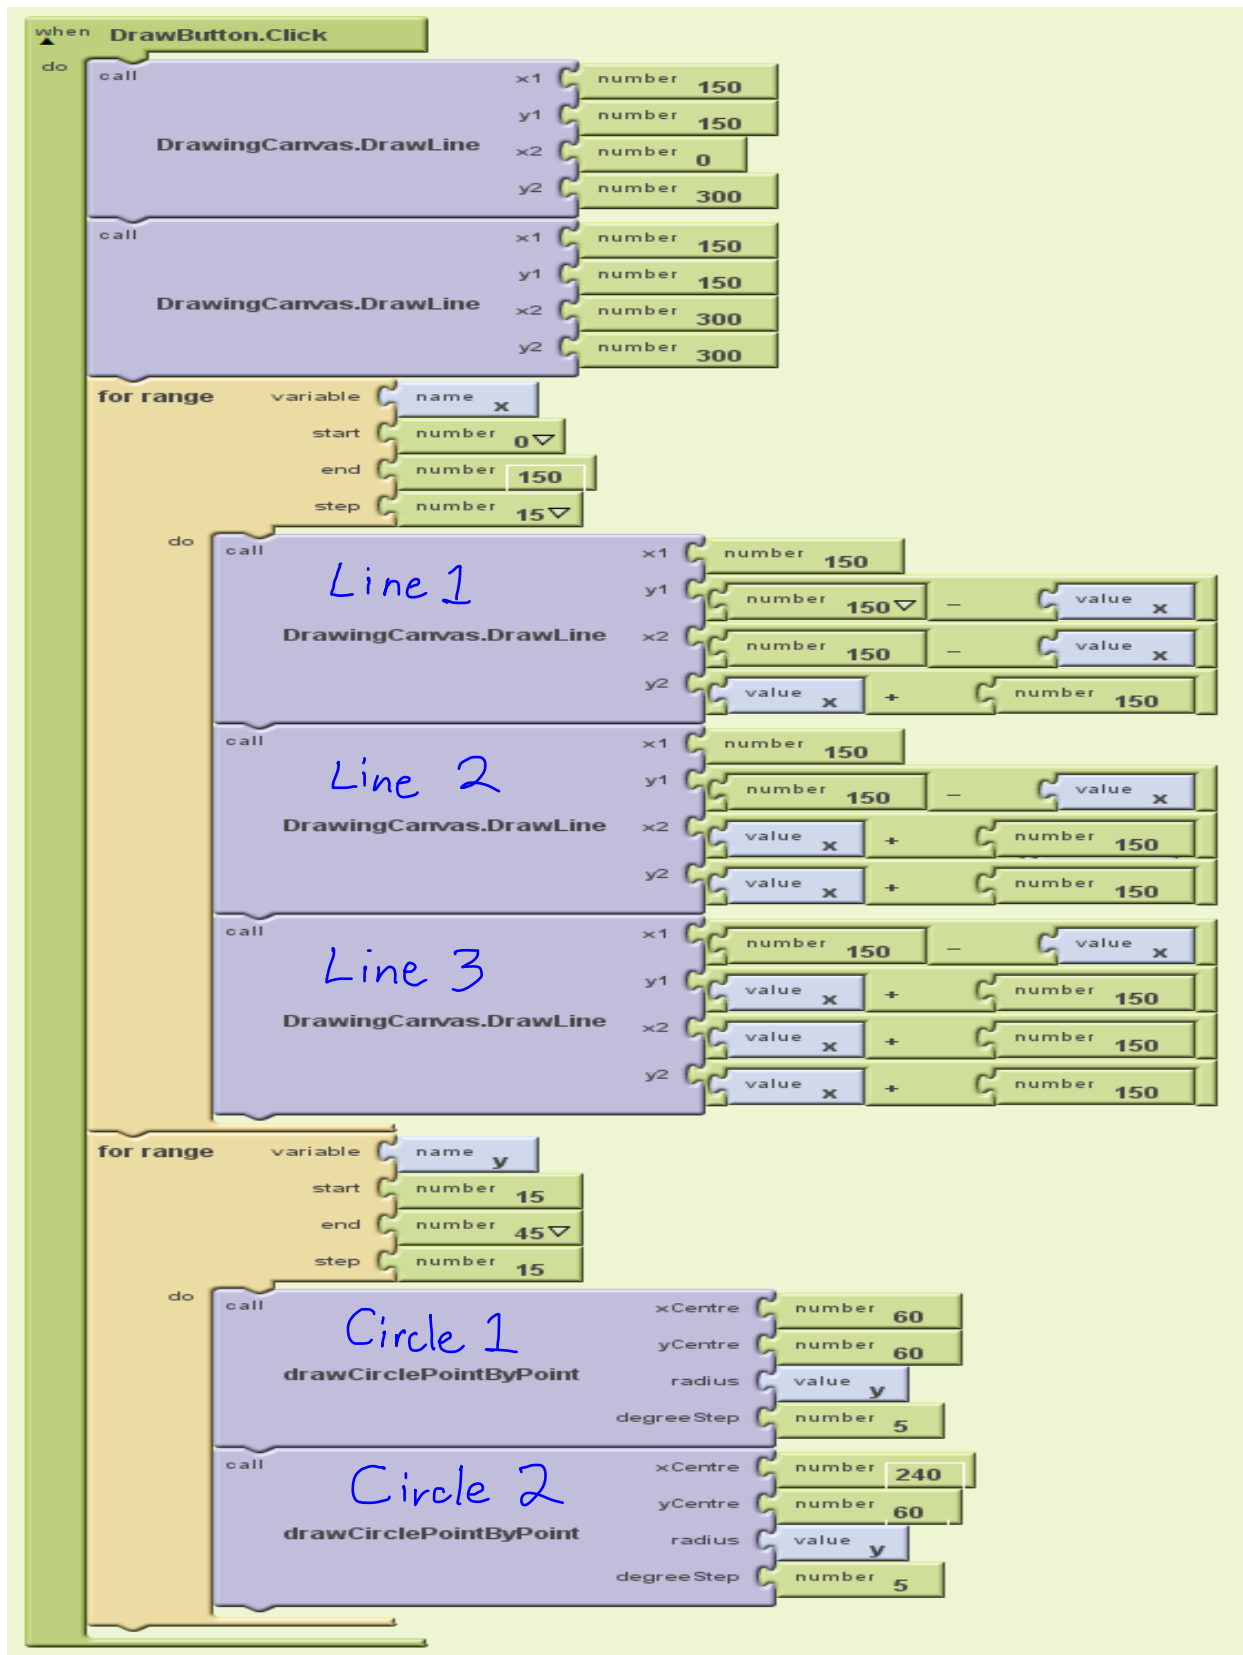 when DrawButton.Click
do call
x1 number 150
y1 number 150
DrawingCanvas.DrawLine
x2 number 0
y2 number 300
call
x1 number 150
y1 number 150
DrawingCanvas.DrawLine
x2 number 300
y2 number 300
for range variable name x
start number 0
end number 150
step number 15
do call
Line 1
x1 number 150
y1 number 150 - value x
DrawingCanvas.DrawLine
x2 number 150 - value x
y2 value x + number 150
call
Line 2
x1 number 150
y1 number 150 - value x
DrawingCanvas.DrawLine
x2 value x + number 150
y2 value x + number 150
call
Line 3
x1 number 150 - value x
y1 value x + number 150
DrawingCanvas.DrawLine
x2 value x + number 150
y2 value x + number 150
for range variable name y
start number 15
end number 45
step number 15
do call
Circle 1
xCentre number 60
yCentre number 60
drawCirclePointByPoint
radius value y
degreeStep number 5
call
Circle 2
xCentre number 240
yCentre number 60
drawCirclePointByPoint
radius value y
degreeStep number 5